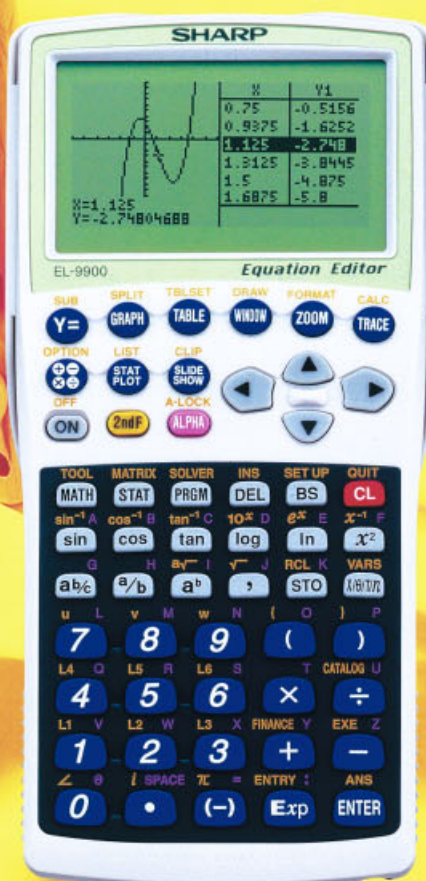 SHARP
X Y1
0.75 -0.5156
0.9375 -1.6252
1.125 -2.748
1.3125 -3.8445
1.5 -4.875
1.6875 -5.8
X=1.125
Y=-2.74804688
EL-9900 Equation Editor
SUB SPLIT TBLSET DRAW FORMAT CALC
Y= GRAPH TABLE WINDOW ZOOM TRACE
OPTION LIST CLIP
+ − × ÷ STAT PLOT SLIDE SHOW
OFF A-LOCK
ON 2ndF ALPHA
TOOL MATRIX SOLVER INS SET UP QUIT
MATH STAT PRGM DEL BS CL
sin⁻¹ A cos⁻¹ B tan⁻¹ C 10ˣ D eˣ E x⁻¹ F
sin cos tan log ln x²
G H ª√‾ I √‾ J RCL K VARS
ab/c a/b aᵇ , STO X/θ/T/n
u L v M w N { O } P
7 8 9 ( )
L4 Q L5 R L6 S T CATALOG U
4 5 6 × ÷
L1 V L2 W L3 X FINANCE Y EXE Z
1 2 3 + −
∠ θ i SPACE π = ENTRY : ANS
0 • (−) Exp ENTER